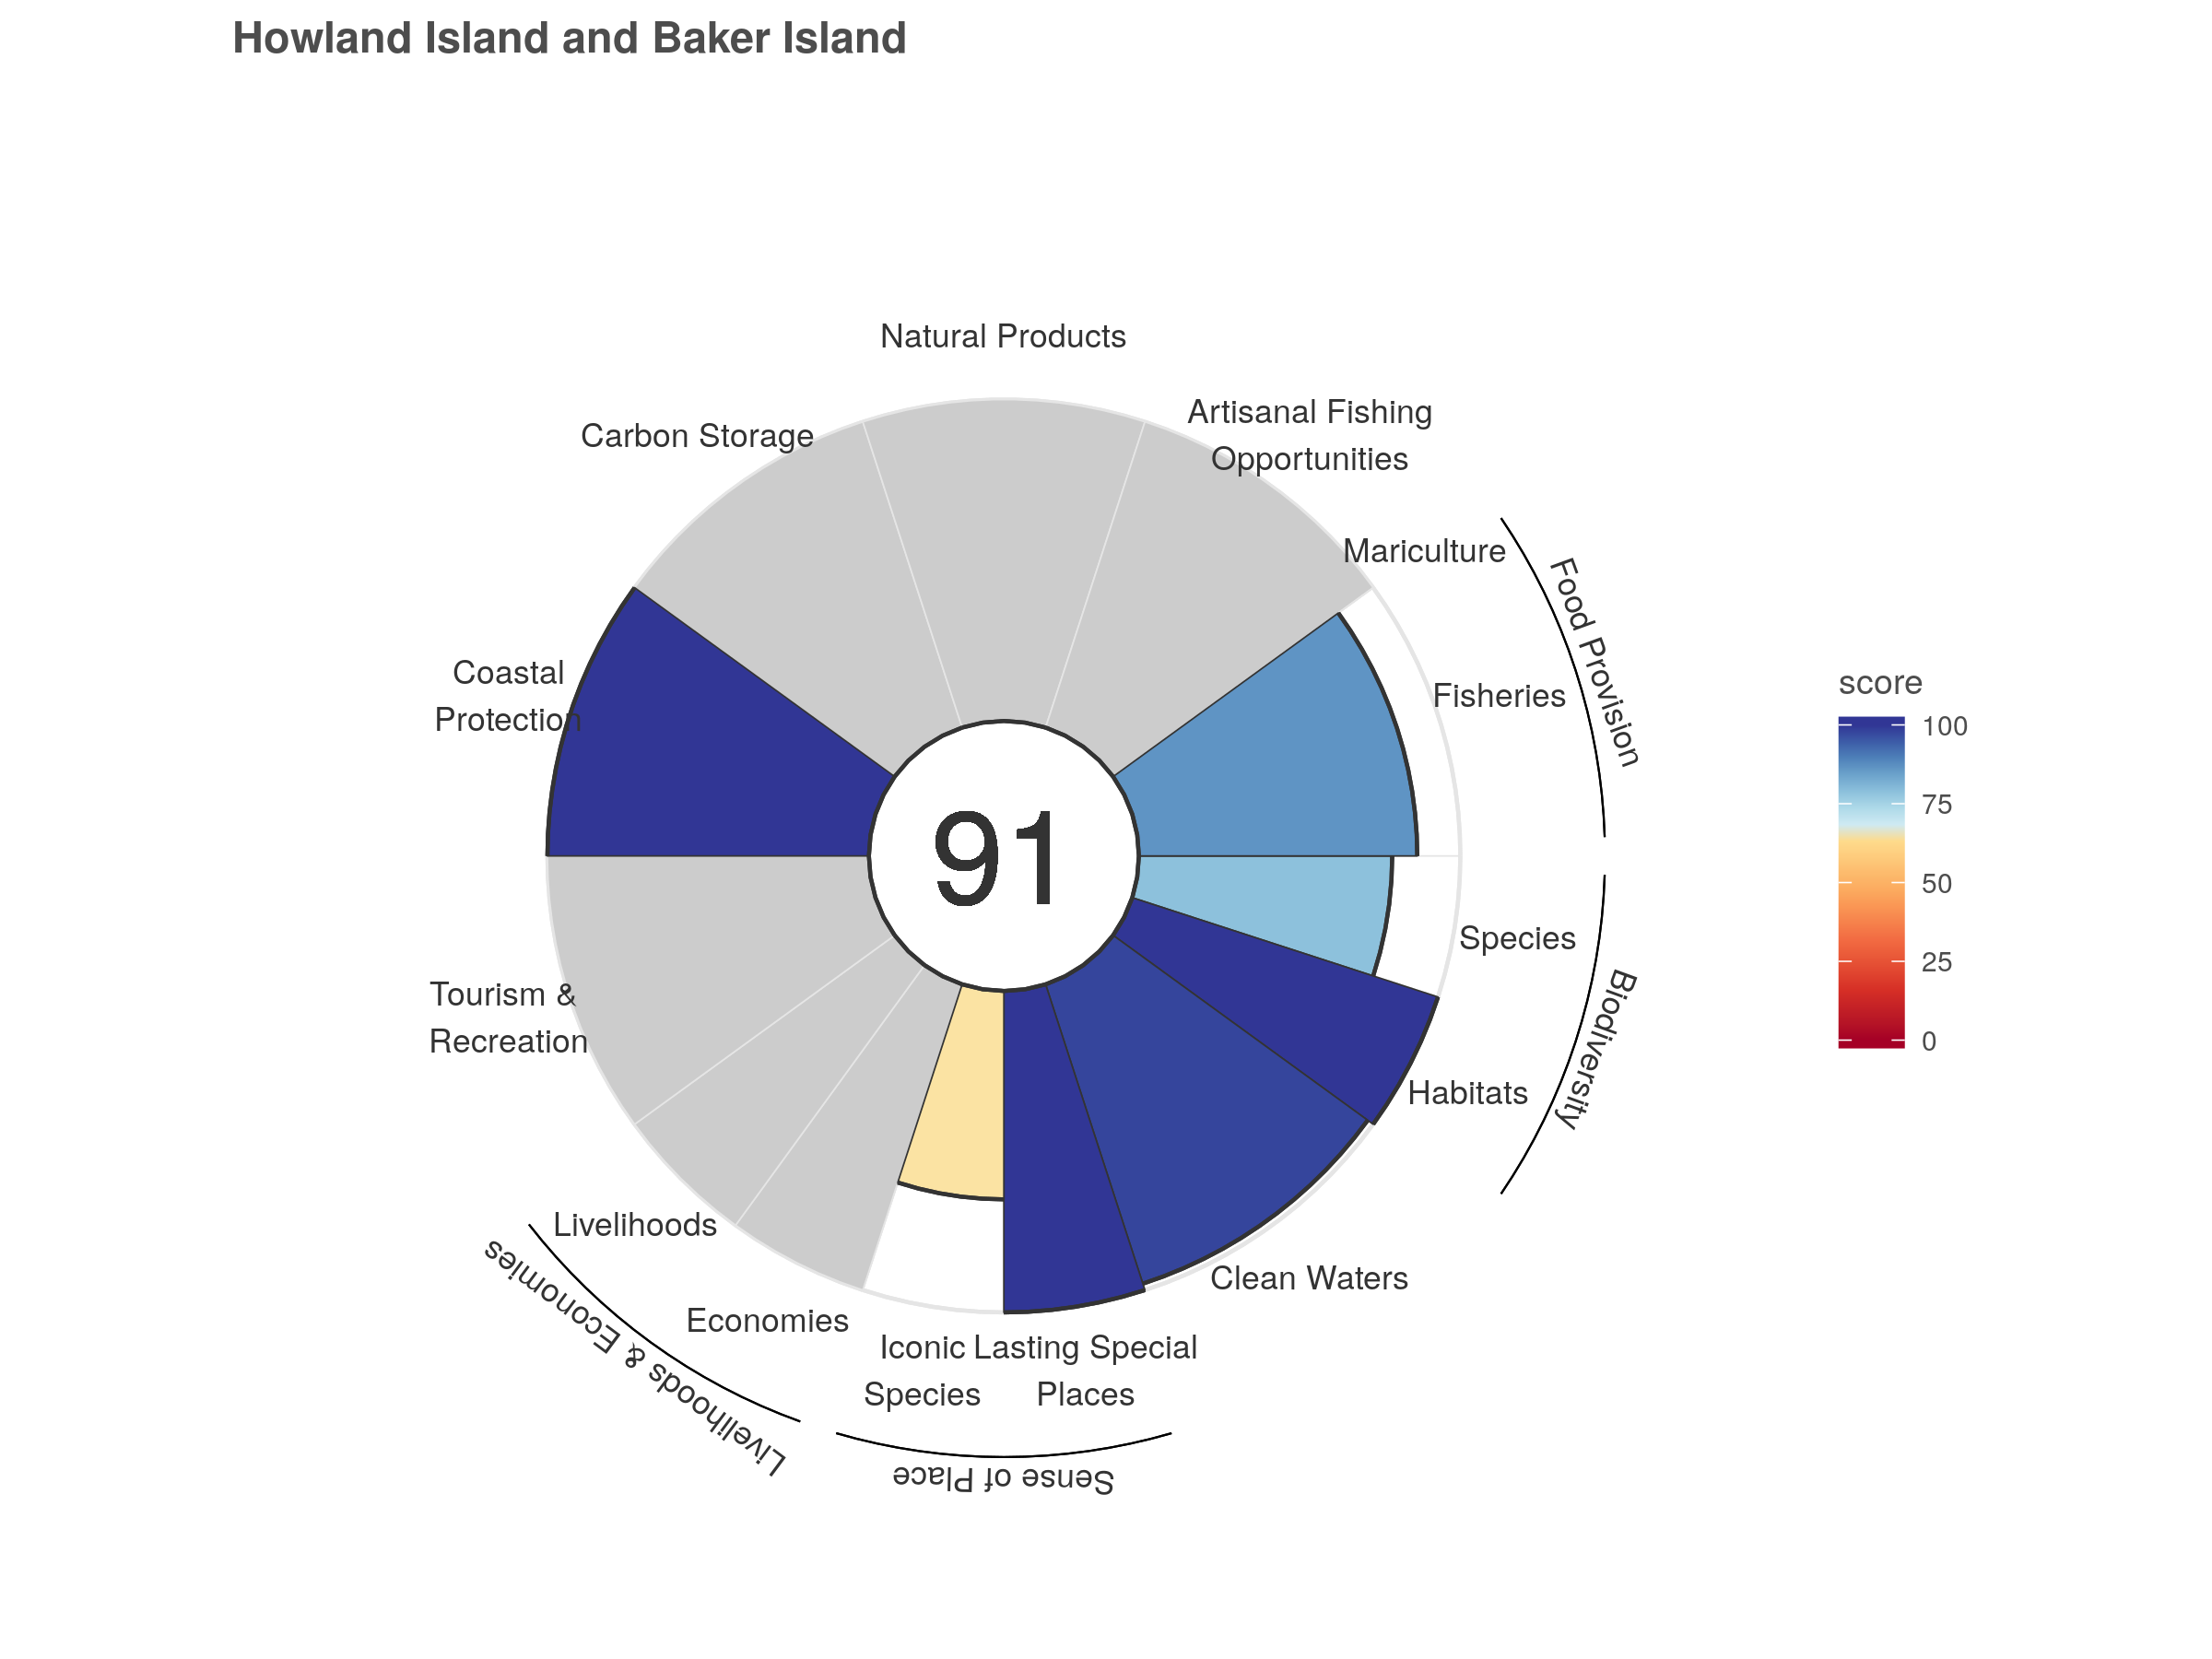 Howland Island and Baker Island
Natural Products
Artisanal Fishing
Opportunities
Carbon Storage
Mariculture
Food Provision
Fisheries
Coastal
Protection
score
100
75
50
25
0
91
Species
Biodiversity
Tourism &
Recreation
Habitats
Livelihoods
Clean Waters
Livelihoods & Economies
Economies
Iconic
Species
Lasting Special
Places
Sense of Place